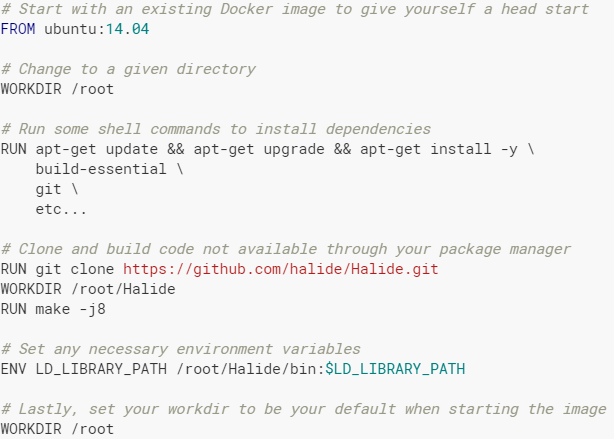 # Start with an existing Docker image to give yourself a head start
FROM ubuntu:14.04
# Change to a given directory
WORKDIR /root
# Run some shell commands to install dependencies
RUN apt-get update && apt-get upgrade && apt-get install -y \
    build-essential \
    git \
    etc...
# Clone and build code not available through your package manager
RUN git clone https://github.com/halide/Halide.git
WORKDIR /root/Halide
RUN make -j8
# Set any necessary environment variables
ENV LD_LIBRARY_PATH /root/Halide/bin:$LD_LIBRARY_PATH
# Lastly, set your workdir to be your default when starting the image
WORKDIR /root